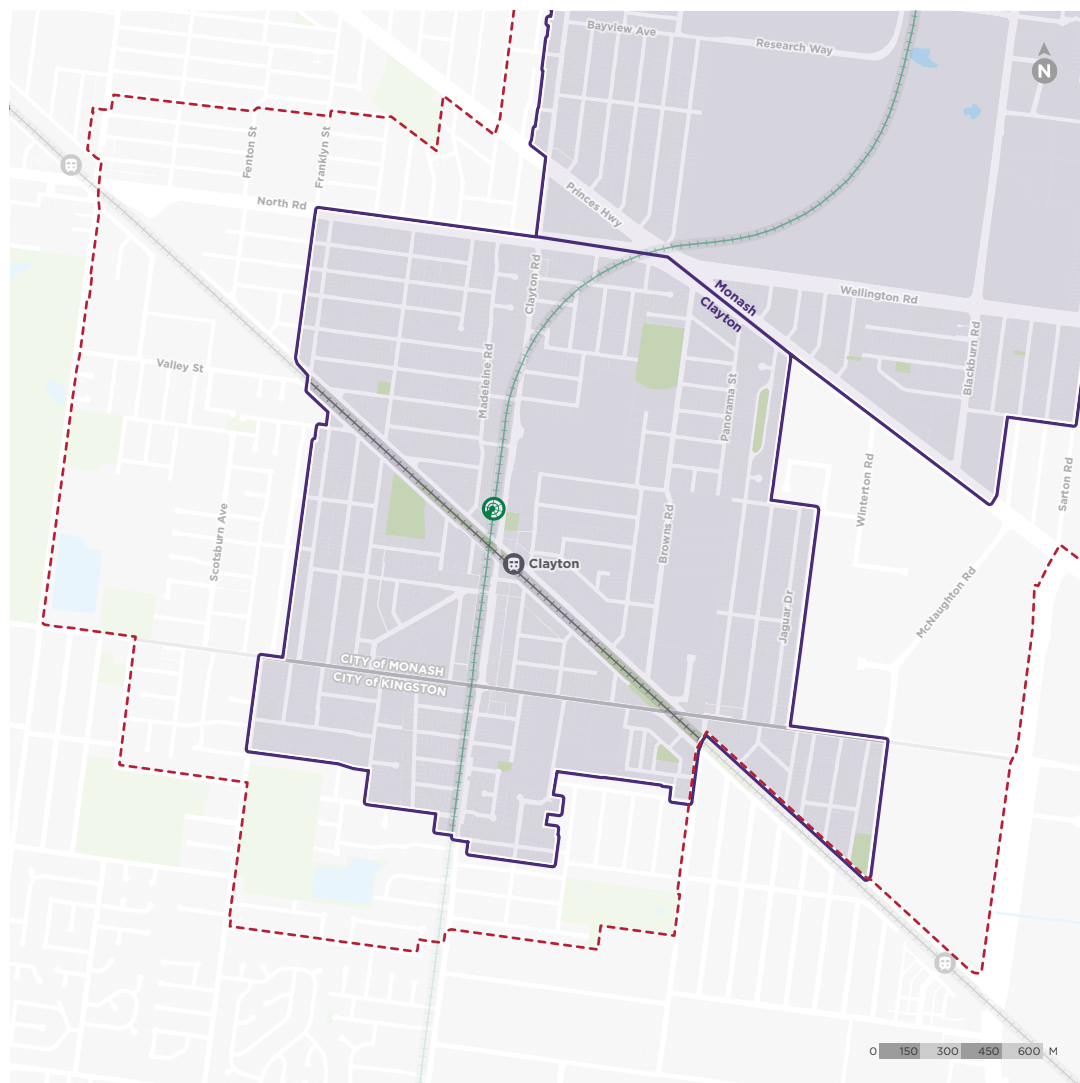 Bayview Ave
Research Way
N
Fenton St
Franklyn St
North Rd
Princes Hwy
Clayton Rd
Monash
Clayton
Wellington Rd
Valley St
Madeleine Rd
Panorama St
Blackburn Rd
Winterton Rd
Sarton Rd
Scotsburn Ave
Browns Rd
Clayton
Jaguar Dr
McNaughton Rd
CITY of MONASH
CITY of KINGSTON
0 150 300 450 600 M